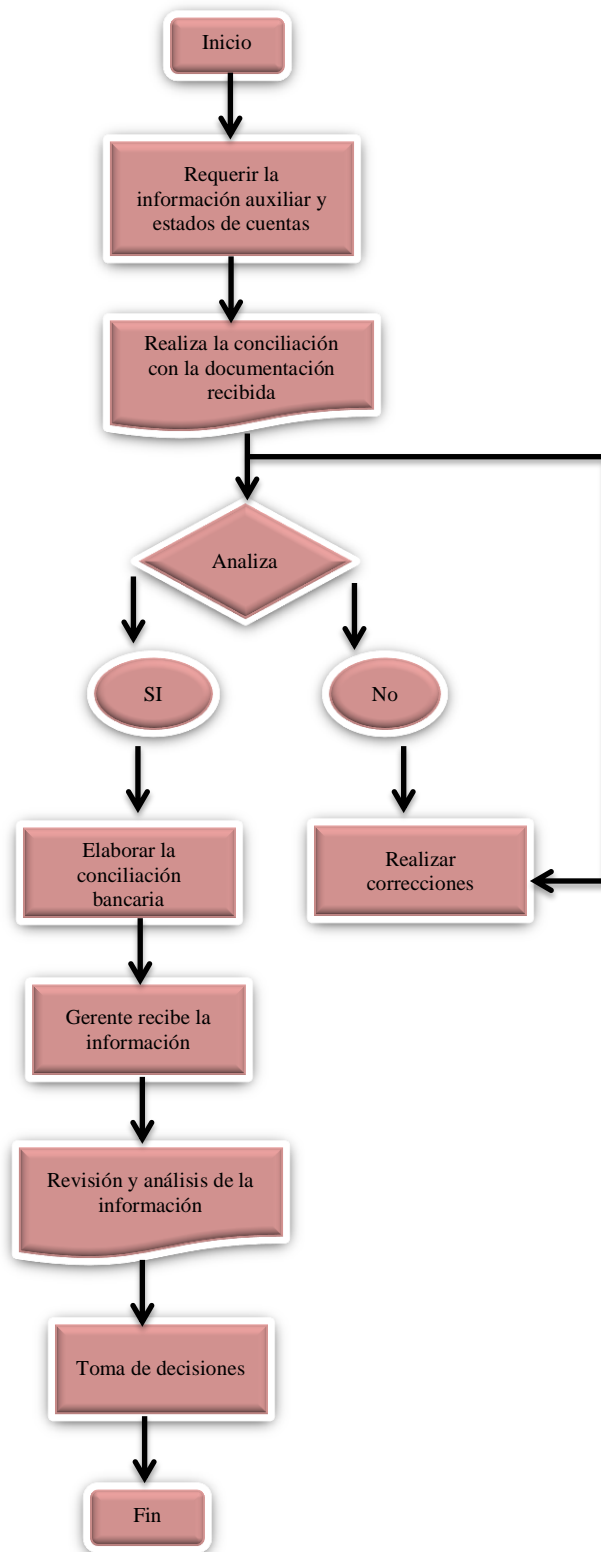 Inicio
Requerir la
información auxiliar y
estados de cuentas
Realiza la conciliación
con la documentación
recibida
Analiza
SI
No
Elaborar la
conciliación
bancaria
Realizar
correcciones
Gerente recibe la
información
Revisión y análisis de la
información
Toma de decisiones
Fin